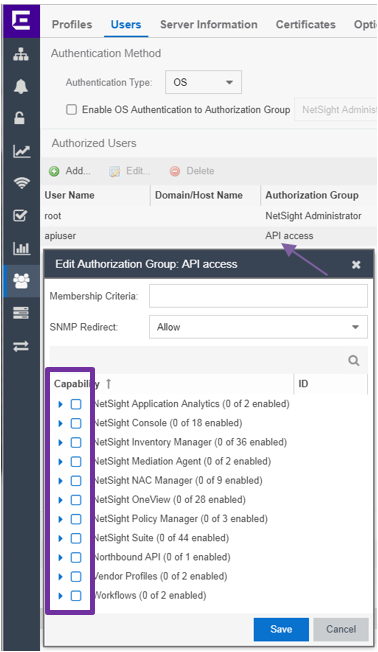 Profiles Users Server Information Certificates Opti
Authentication Method
Authentication Type: OS
Enable OS Authentication to Authorization Group NetSight Adminis
Authorized Users
Add... Edit... Delete
User Name Domain/Host Name Authorization Group
root NetSight Administrator
apiuser API access
Edit Authorization Group: API access
Membership Criteria:
SNMP Redirect: Allow
Capability ID
NetSight Application Analytics (0 of 2 enabled)
NetSight Console (0 of 18 enabled)
NetSight Inventory Manager (0 of 36 enabled)
NetSight Mediation Agent (0 of 2 enabled)
NetSight NAC Manager (0 of 9 enabled)
NetSight OneView (0 of 28 enabled)
NetSight Policy Manager (0 of 3 enabled)
NetSight Suite (0 of 44 enabled)
Northbound API (0 of 1 enabled)
Vendor Profiles (0 of 2 enabled)
Workflows (0 of 2 enabled)
Save Cancel